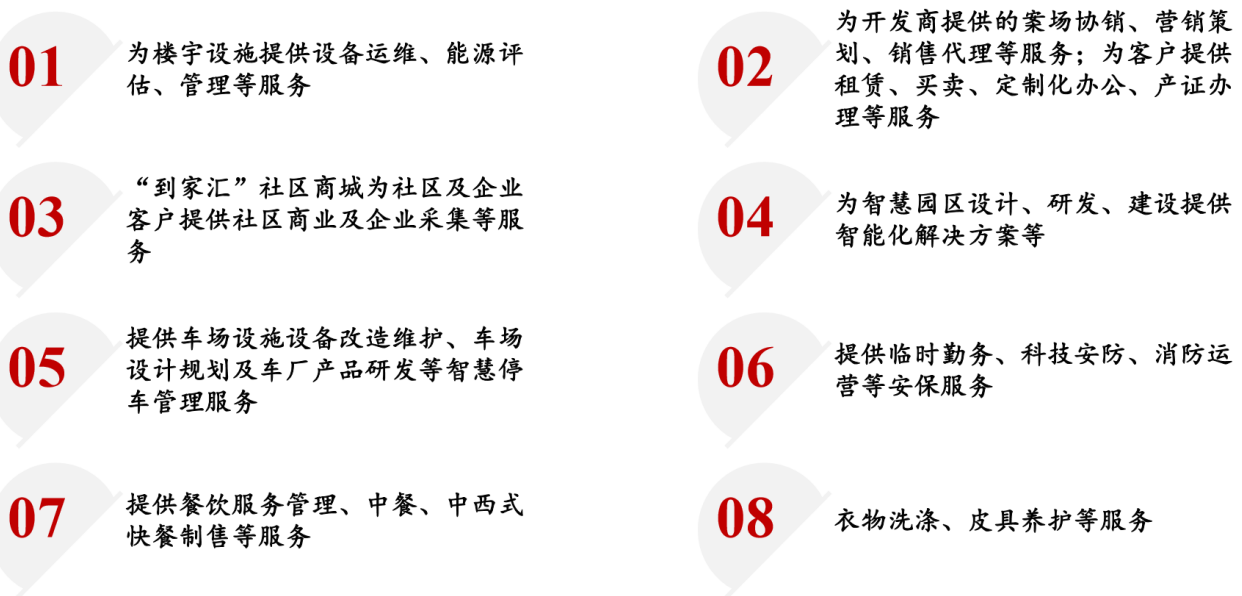 01
为楼宇设施提供设备运维、能源评
估、管理等服务
02
为开发商提供的案场协销、营销策
划、销售代理等服务；为客户提供
租赁、买卖、定制化办公、产证办
理等服务
03
“到家汇”社区商城为社区及企业
客户提供社区商业及企业采集等服
务
04
为智慧园区设计、研发、建设提供
智能化解决方案等
05
提供车场设施设备改造维护、车场
设计规划及车厂产品研发等智慧停
车管理服务
06
提供临时勤务、科技安防、消防运
营等安保服务
07
提供餐饮服务管理、中餐、中西式
快餐制售等服务
08
衣物洗涤、皮具养护等服务